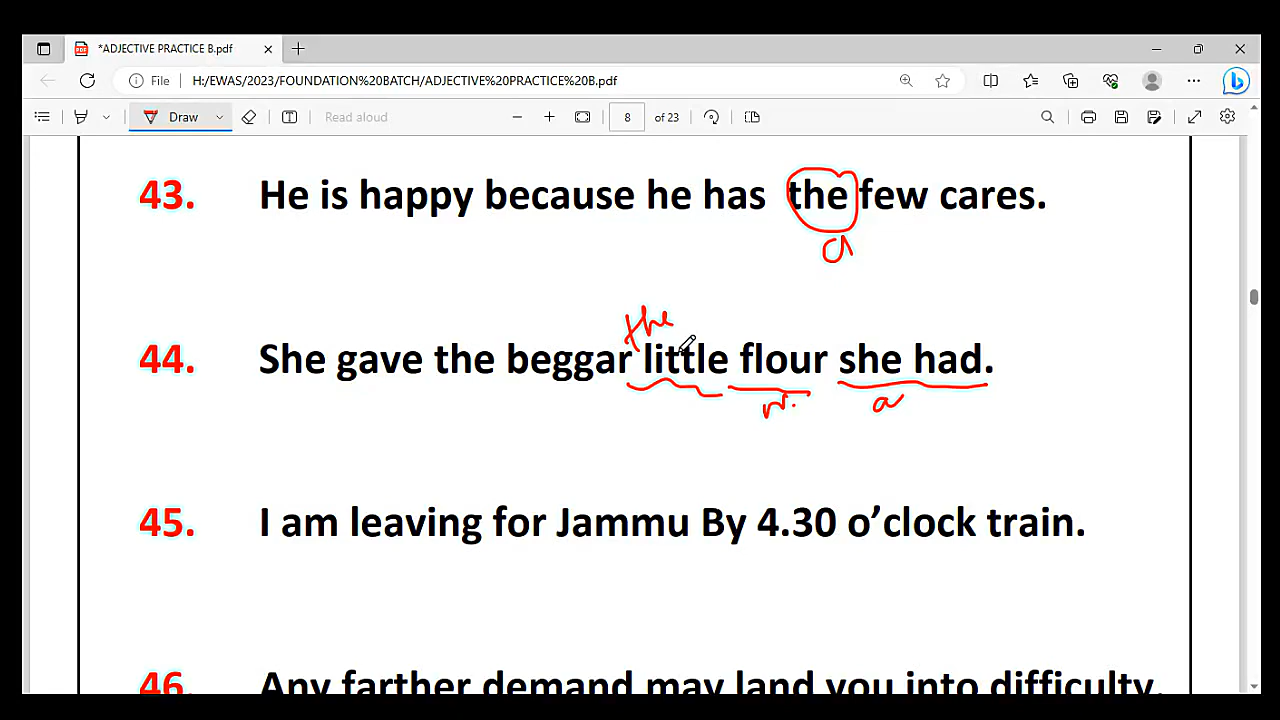 *ADJECTIVE PRACTICE B.pdf
File | H:/EWAS/2023/FOUNDATION%20BATCH/ADJECTIVE%20PRACTICE%20B.pdf
Draw Read aloud 8 of 23
43. He is happy because he has the few cares.
a
the
44. She gave the beggar little flour she had.
n. a
45. I am leaving for Jammu By 4.30 o’clock train.
46. Any farther demand may land you into difficulty.